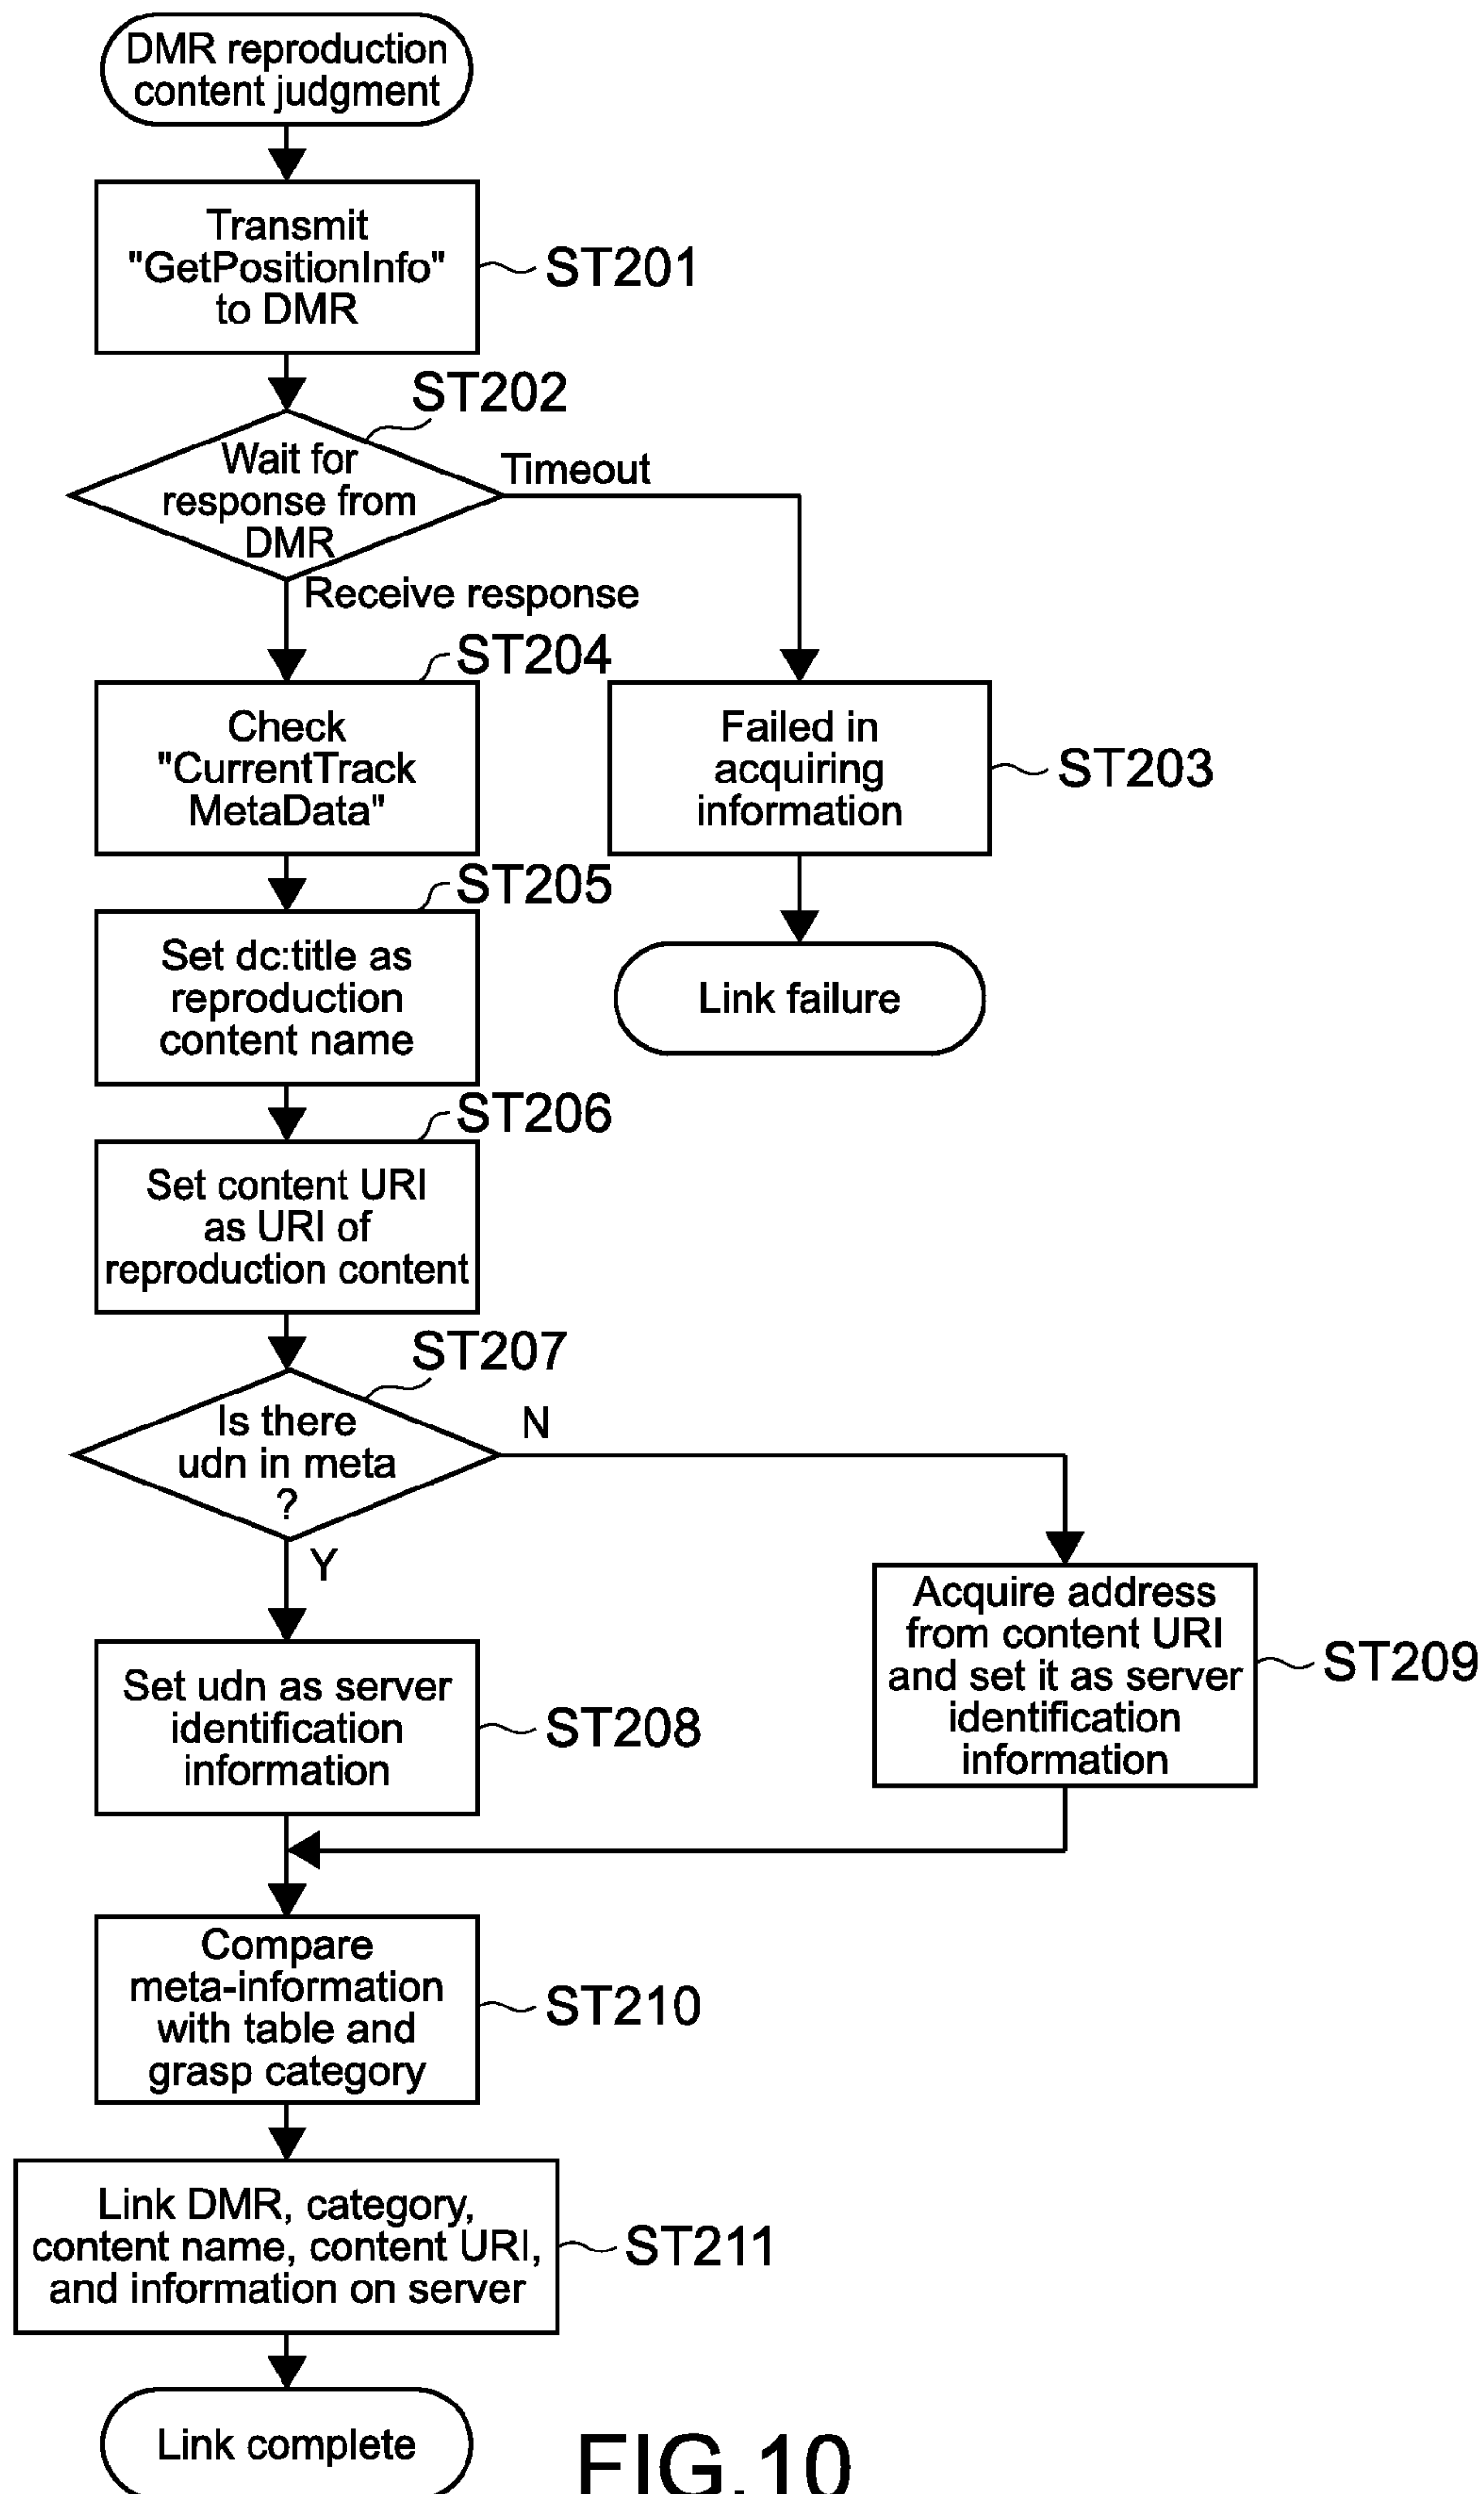 DMR reproduction
content judgment
Transmit
"GetPositionInfo"
to DMR
ST201
ST202
Wait for
response from
DMR
Timeout
Receive response
ST204
Check
"CurrentTrack
MetaData"
Failed in
acquiring
information
ST203
ST205
Set dc:title as
reproduction
content name
Link failure
ST206
Set content URI
as URI of
reproduction content
ST207
Is there
udn in meta
?
N
Y
Set udn as server
identification
information
ST208
Acquire address
from content URI
and set it as server
identification
information
ST209
Compare
meta-information
with table and
grasp category
ST210
Link DMR, category,
content name, content URI,
and information on server
ST211
Link complete
FIG.10